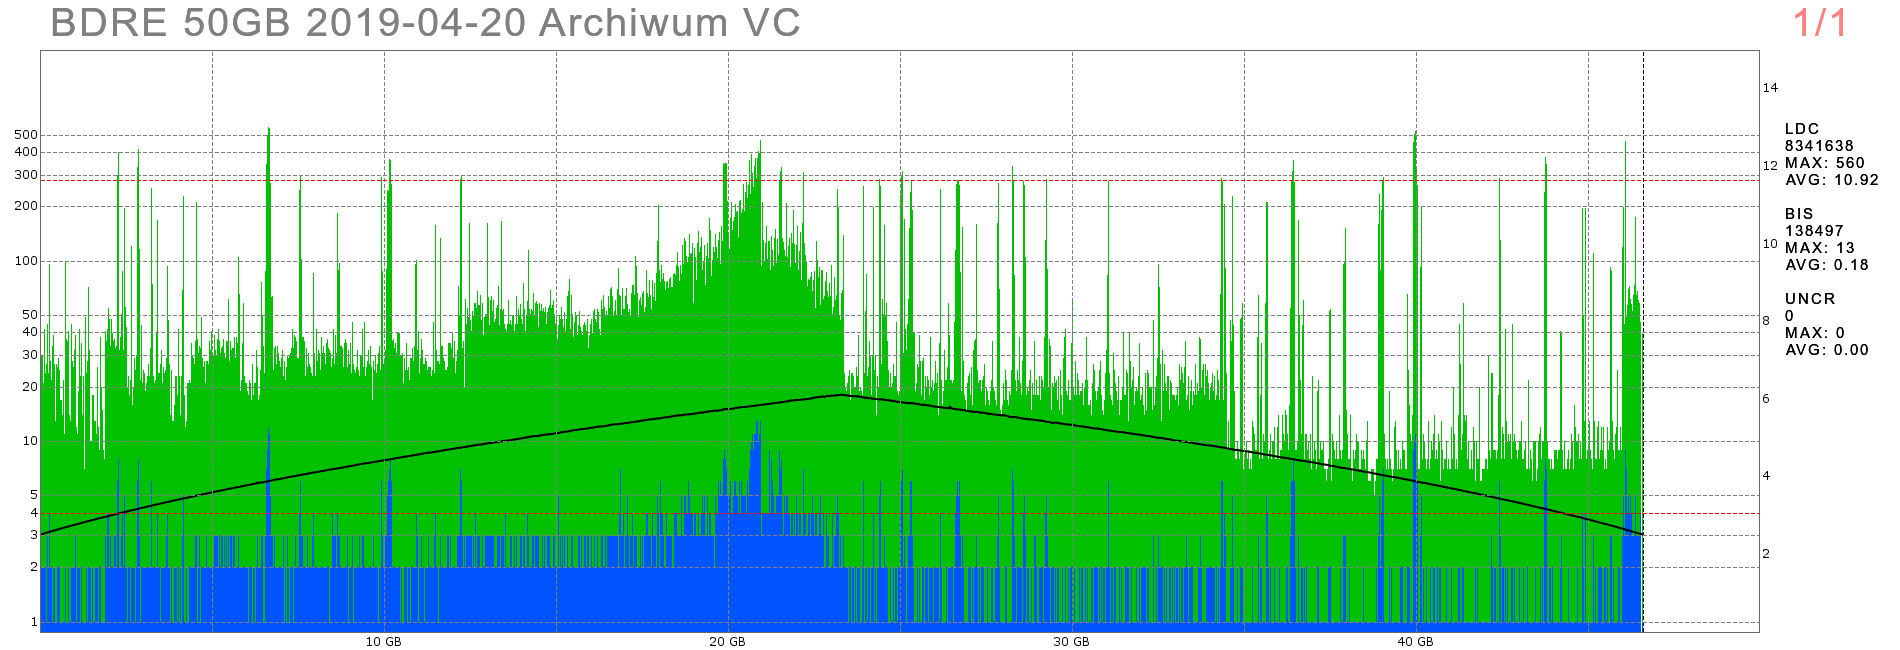 BDRE 50GB 2019-04-20 Archiwum VC
1/1
500
400
300
200
100
50
40
30
20
10
5
4
3
2
1
14
12
10
8
6
4
2
10 GB
20 GB
30 GB
40 GB
LDC
8341638
MAX: 560
AVG: 10.92
BIS
138497
MAX: 13
AVG: 0.18
UNCR
0
MAX: 0
AVG: 0.00